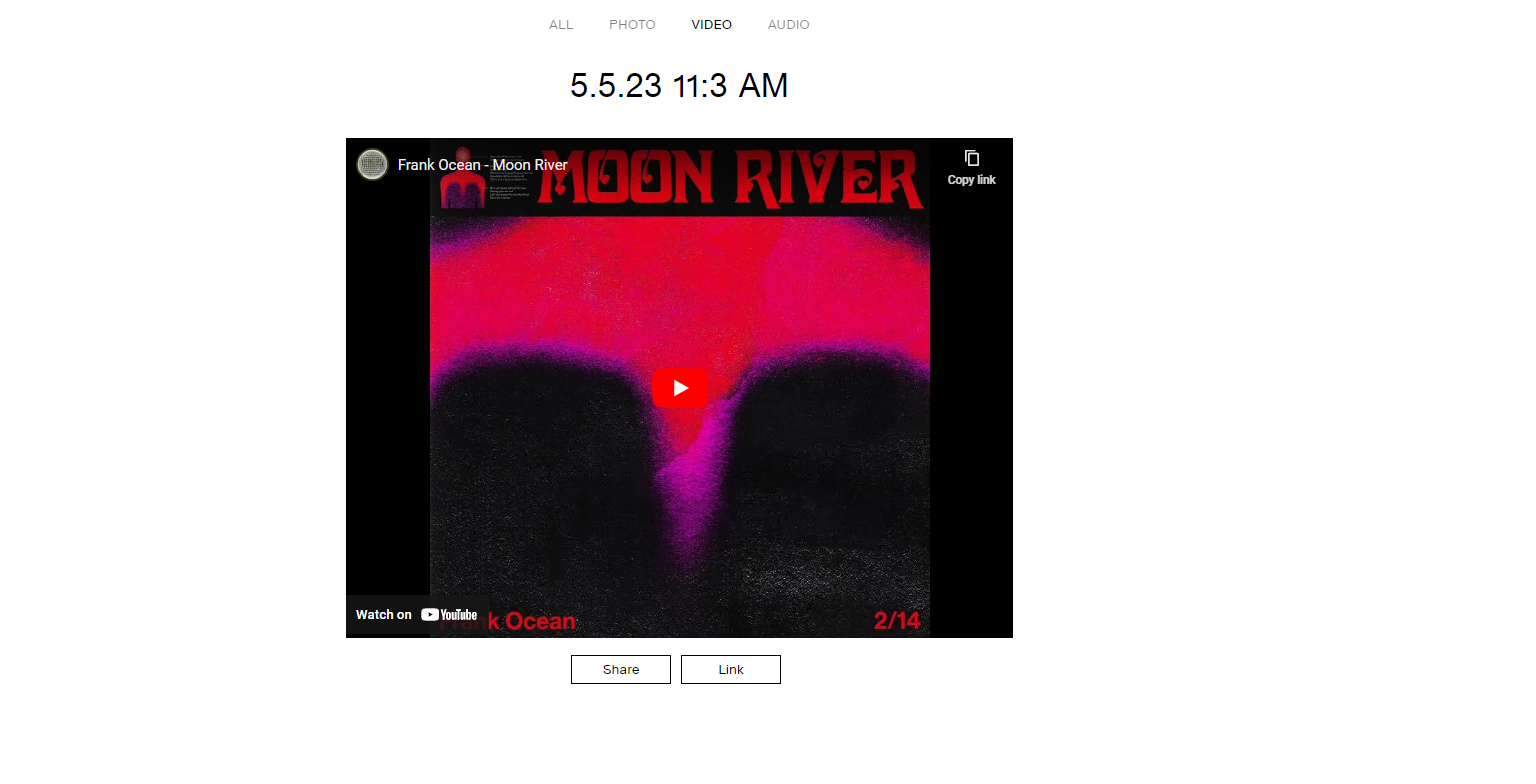 ALL PHOTO VIDEO AUDIO
5.5.23 11:3 AM
Frank Ocean - Moon River
MOON RIVER
Copy link
Watch on YouTube
Frank Ocean
2/14
Share Link